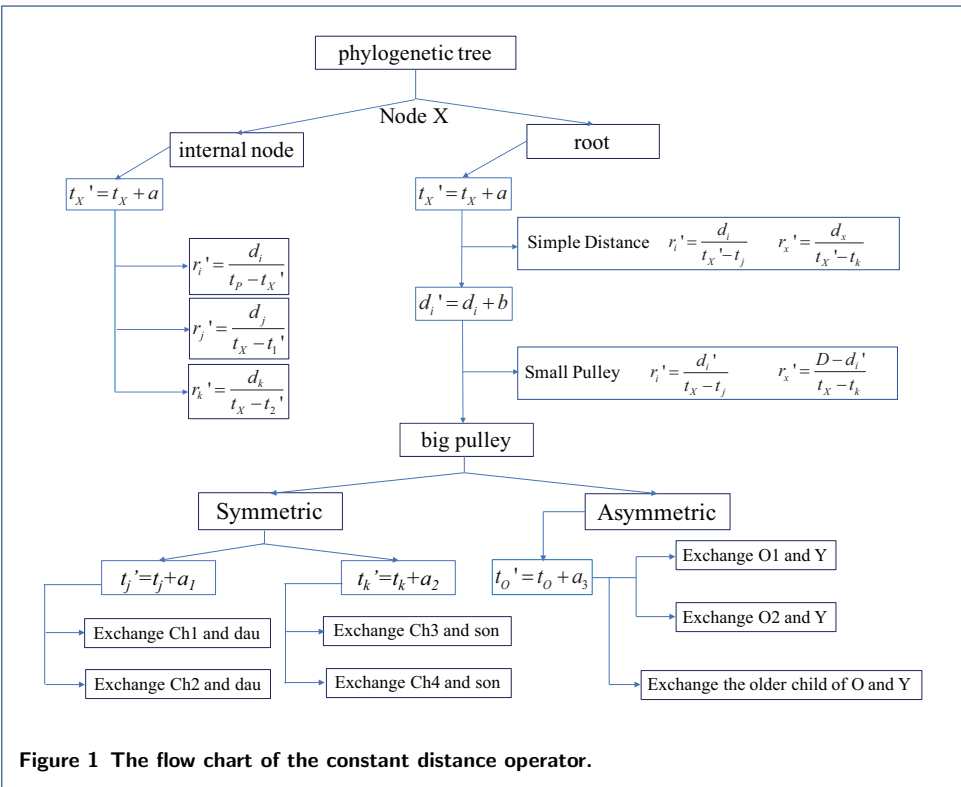 phylogenetic tree
Node X
internal node
root
t_X' = t_X + a
t_X' = t_X + a
Simple Distance r_i' = d_i / (t_X' - t_j) r_x' = d_x / (t_X' - t_k)
r_i' = d_i / (t_P - t_X')
d_i' = d_i + b
r_j' = d_j / (t_X - t_1')
Small Pulley r_i' = d_i' / (t_X - t_j) r_x' = (D - d_i') / (t_X - t_k)
r_k' = d_k / (t_X - t_2')
big pulley
Symmetric
Asymmetric
t_j’=t_j+a_1
t_k’=t_k+a_2
t_O' = t_O + a_3
Exchange O1 and Y
Exchange O2 and Y
Exchange Ch1 and dau
Exchange Ch3 and son
Exchange Ch2 and dau
Exchange Ch4 and son
Exchange the older child of O and Y
Figure 1 The flow chart of the constant distance operator.